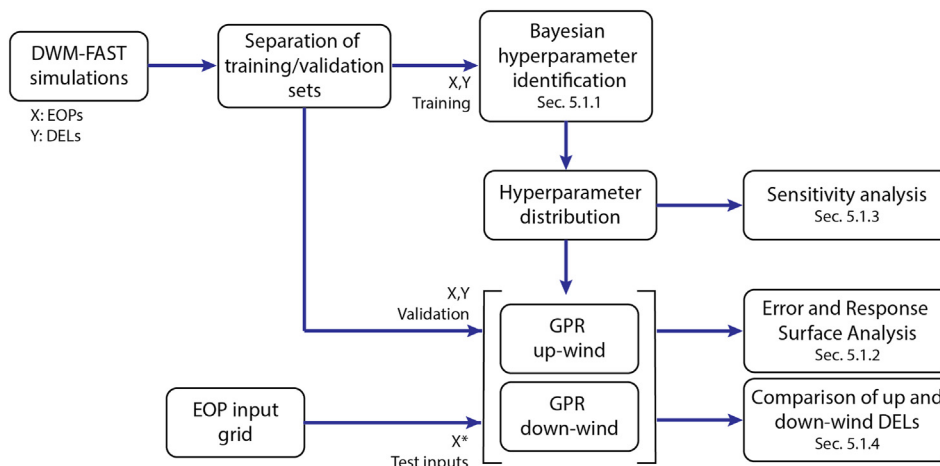 DWM-FAST
simulations
X: EOPs
Y: DELs
Separation of
training/validation
sets
X,Y
Training
Bayesian
hyperparameter
identification
Sec. 5.1.1
Hyperparameter
distribution
Sensitivity analysis
Sec. 5.1.3
X,Y
Validation
GPR
up-wind
Error and Response
Surface Analysis
Sec. 5.1.2
EOP input
grid
X*
Test inputs
GPR
down-wind
Comparison of up and
down-wind DELs
Sec. 5.1.4